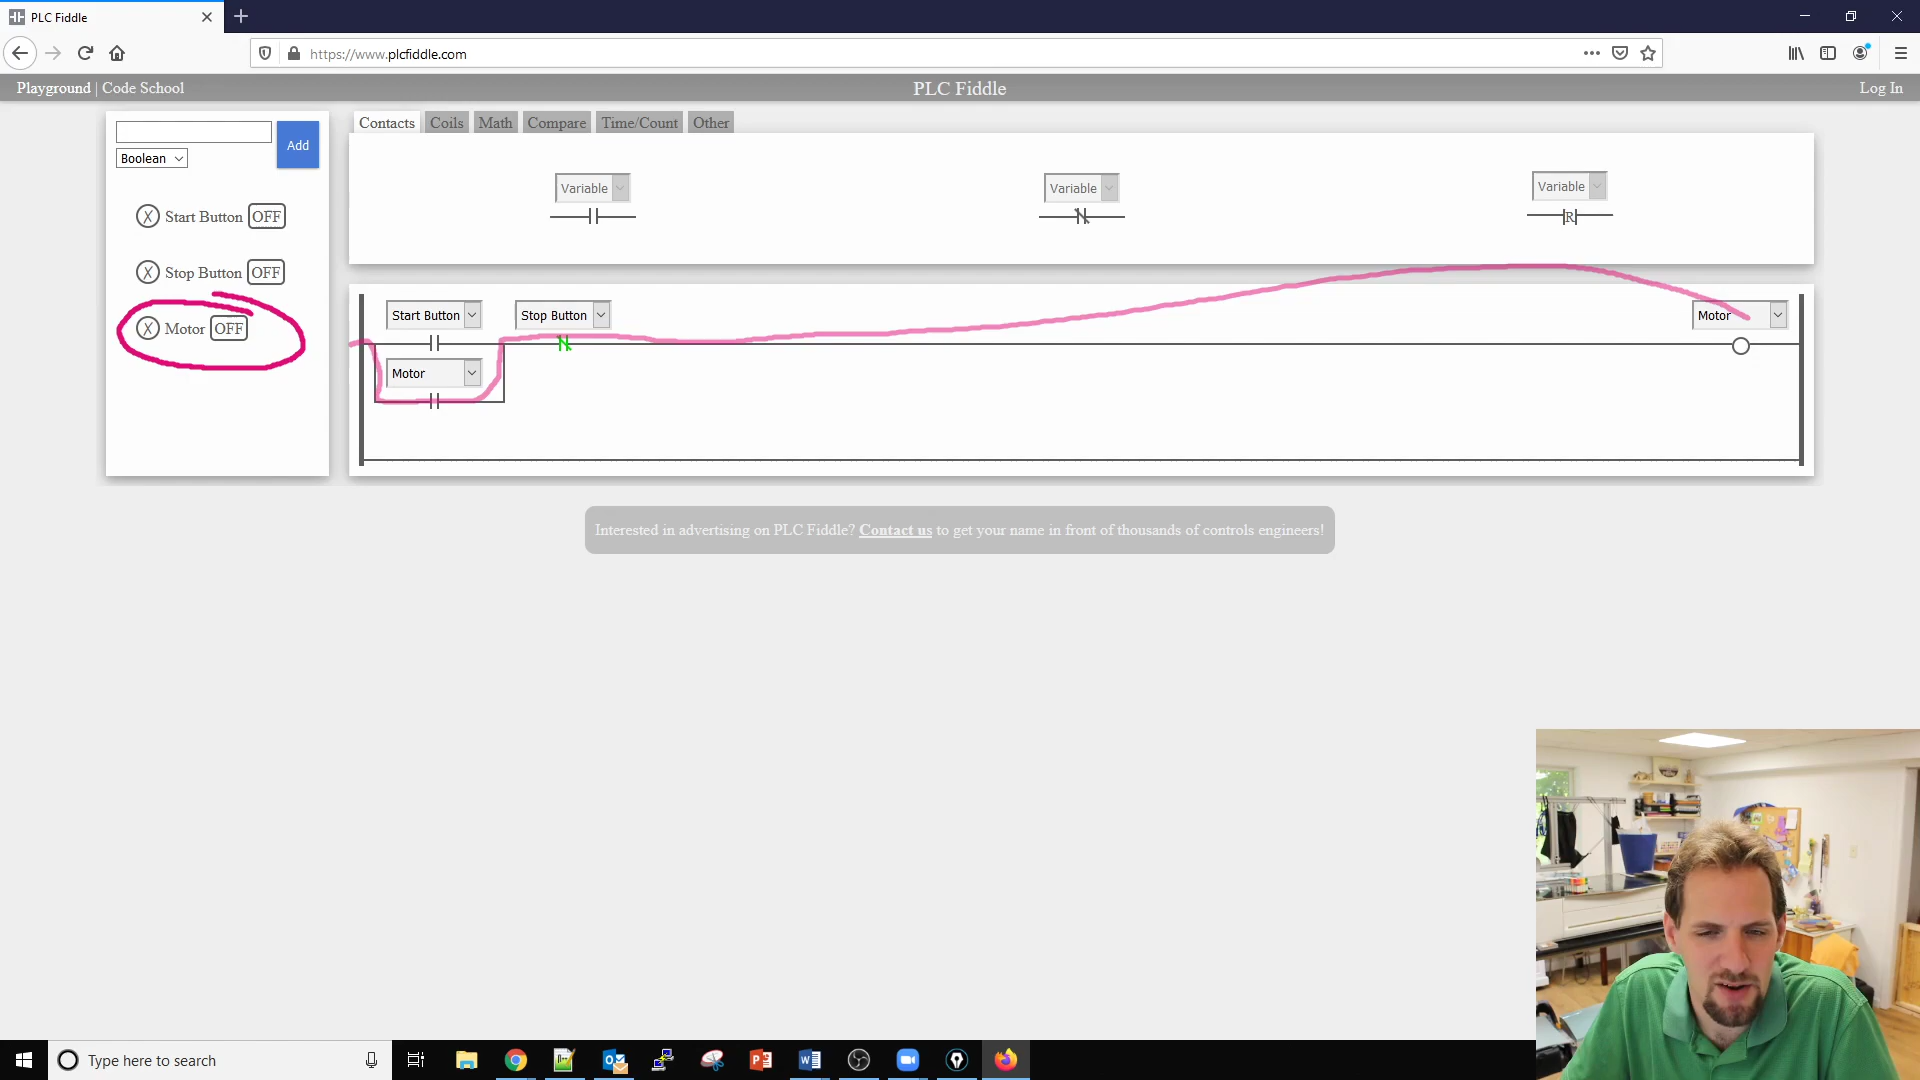 PLC Fiddle
https://www.plcfiddle.com
Playground | Code School
PLC Fiddle
Log In
Boolean
Add
Start Button OFF
Stop Button OFF
Motor OFF
Contacts Coils Math Compare Time/Count Other
Variable Variable Variable
R
Start Button Stop Button Motor
Motor
Interested in advertising on PLC Fiddle? Contact us to get your name in front of thousands of controls engineers!
Type here to search